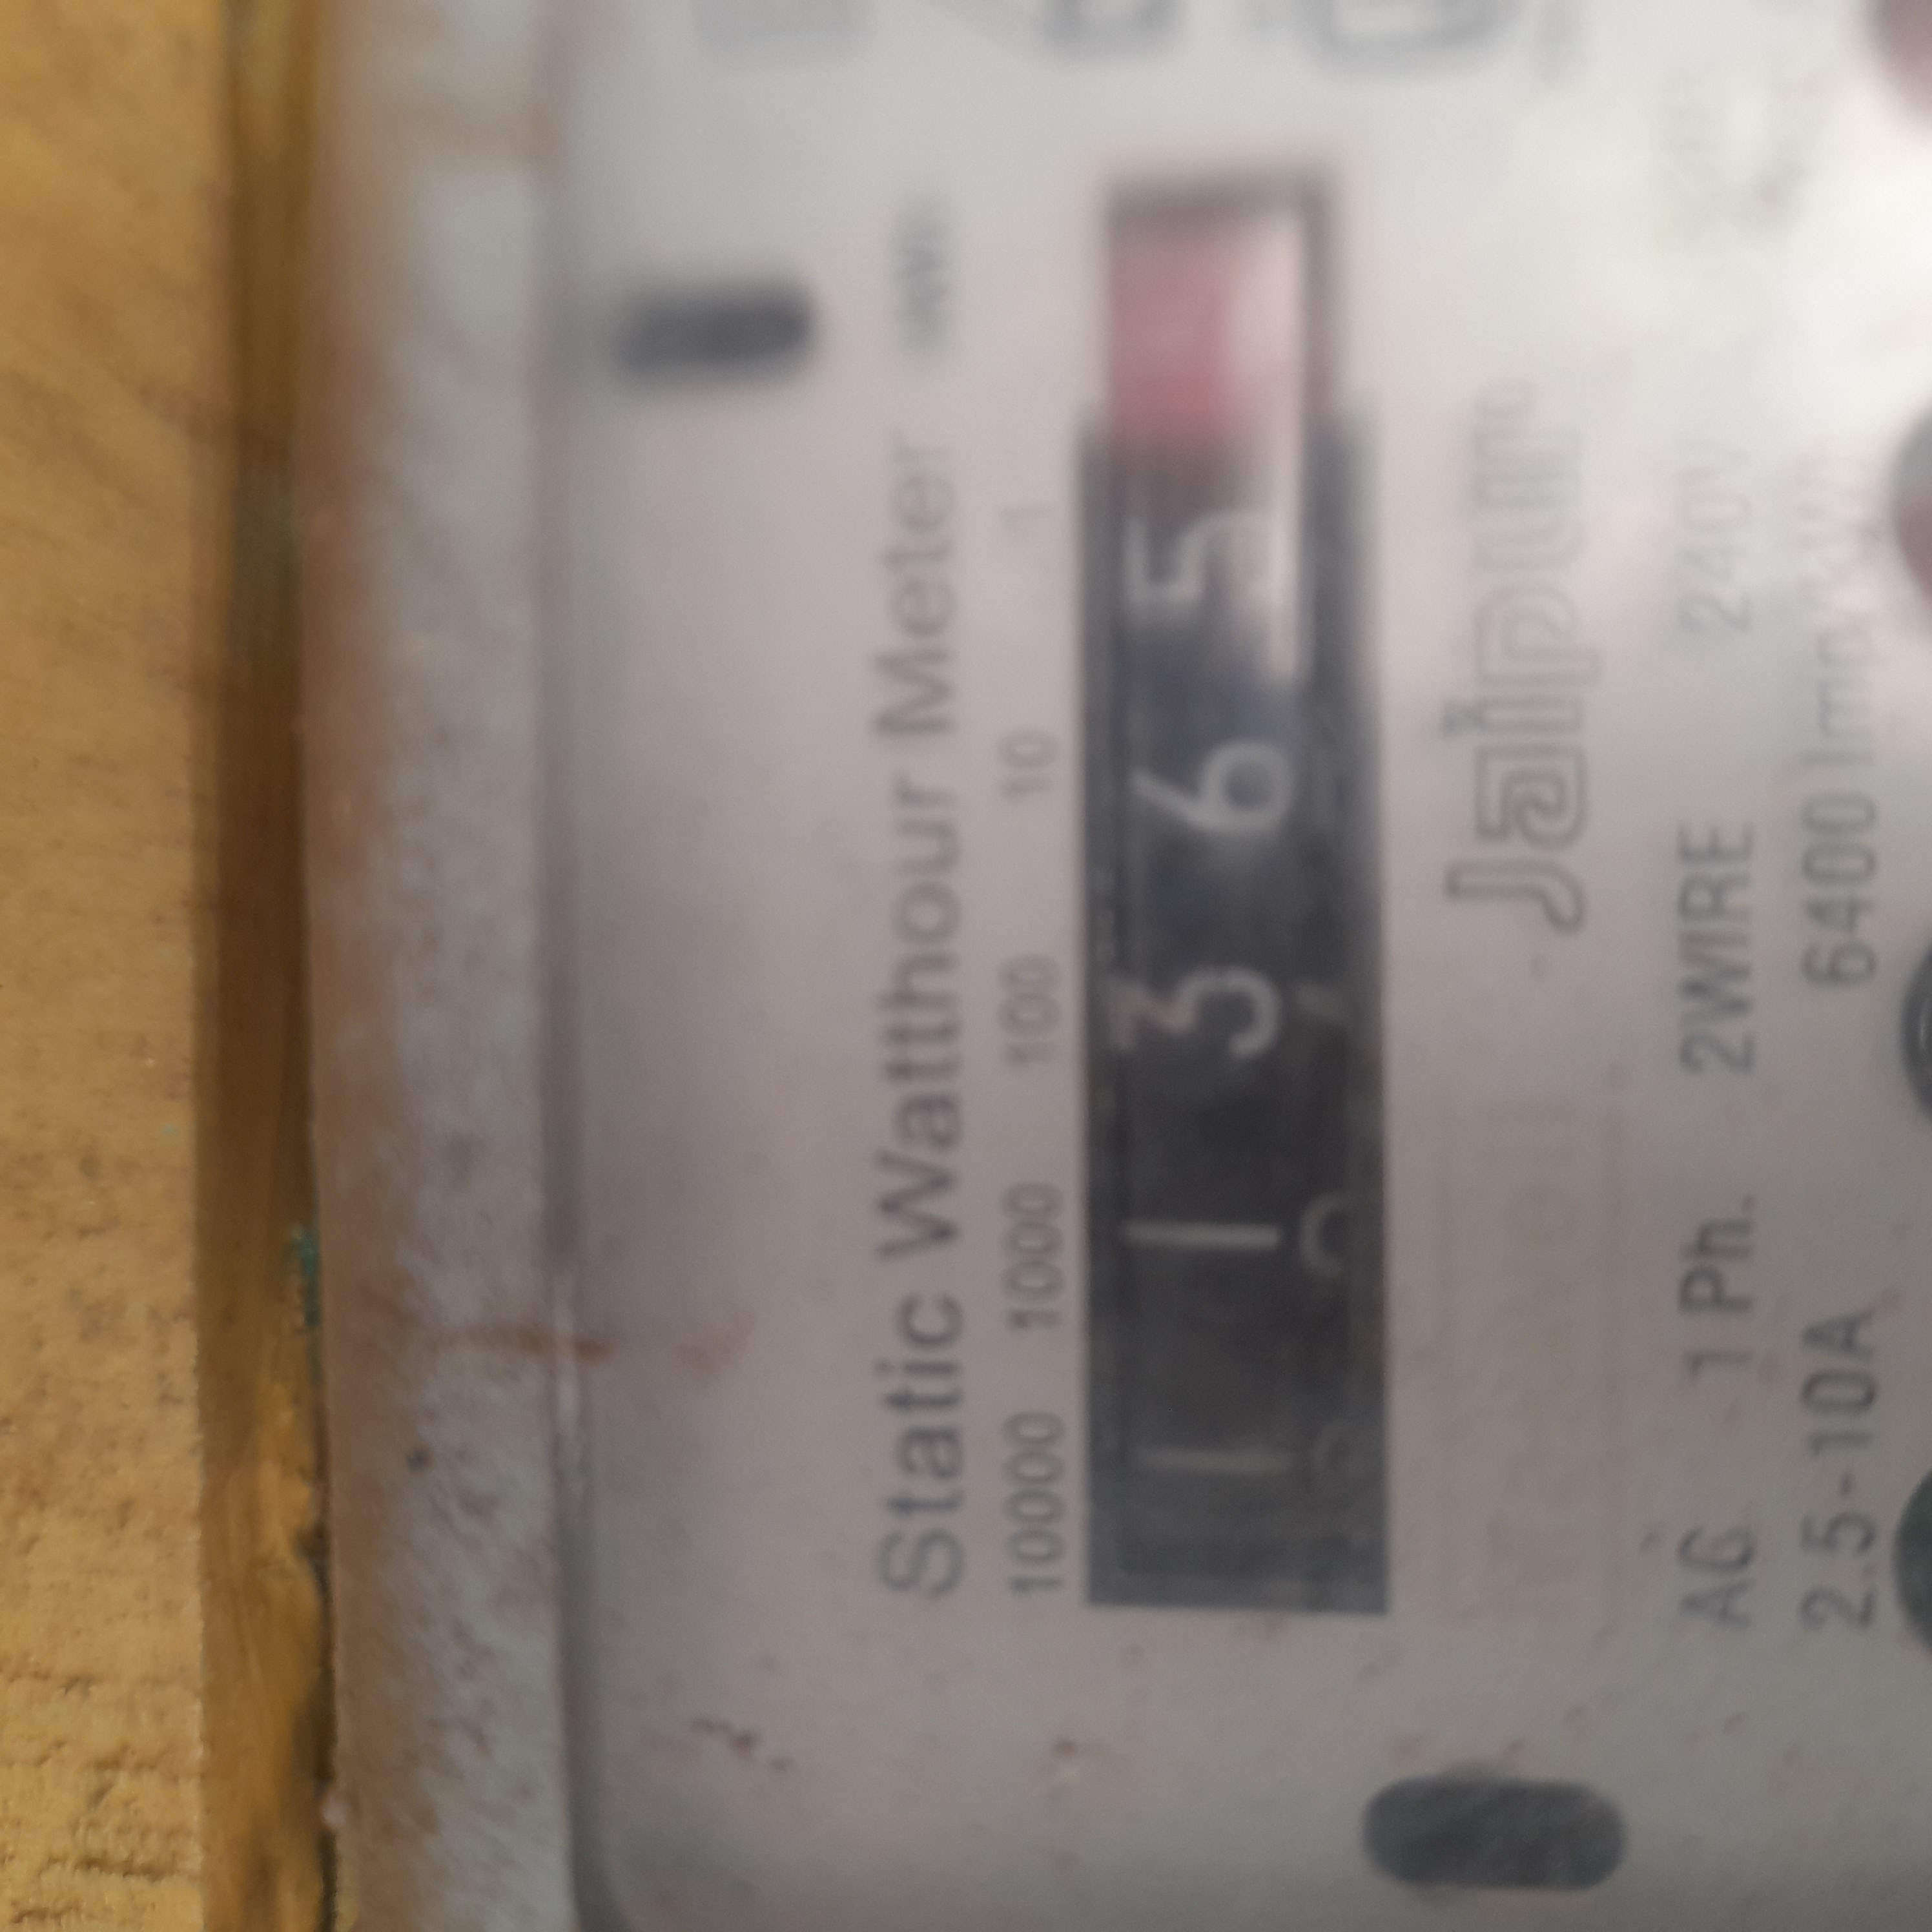 Static Watthour Meter
10000 1000 100 10 1
1 1 3 6 5
Jaipur
AC 1 Ph. 2WIRE 240V
2.5-10A 6400